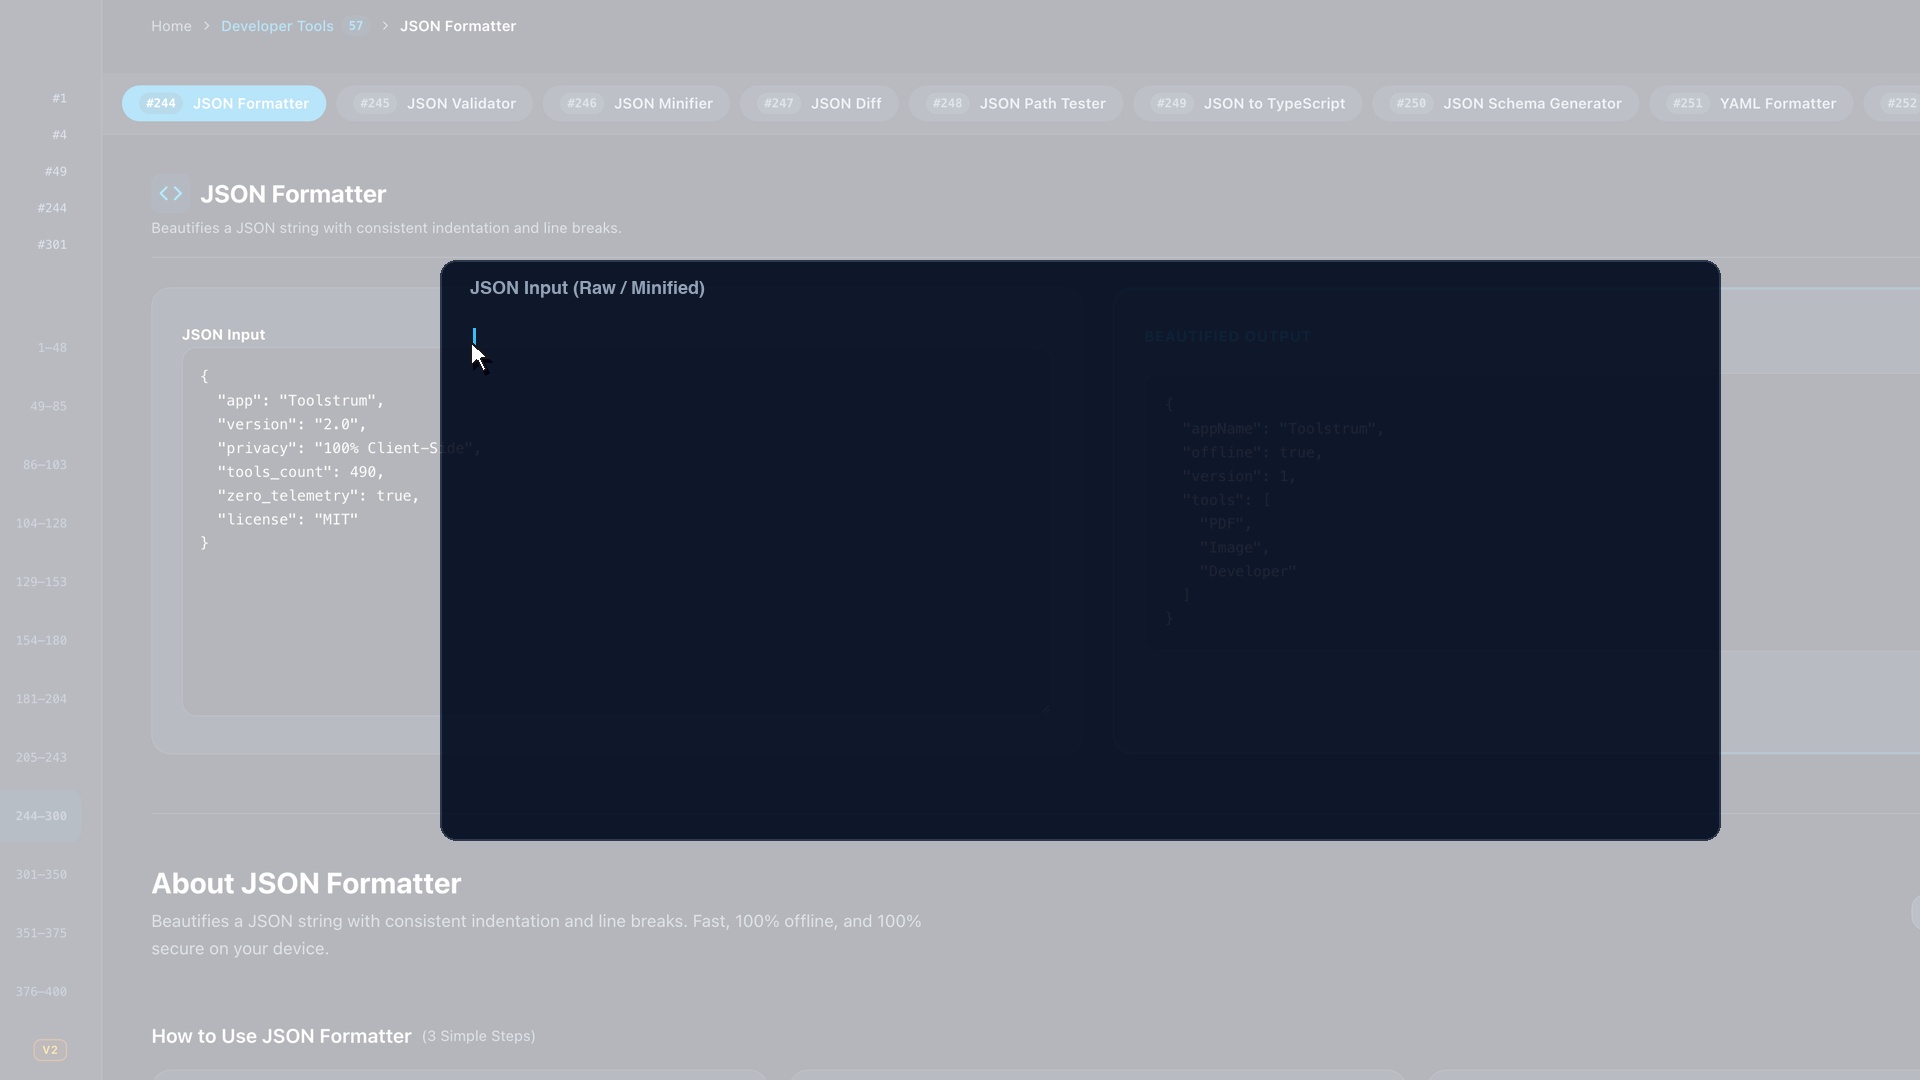 Home > Developer Tools 57 > JSON Formatter
#244 JSON Formatter #245 JSON Validator #246 JSON Minifier #247 JSON Diff #248 JSON Path Tester #249 JSON to TypeScript #250 JSON Schema Generator #251 YAML Formatter #252
#1
#4
#49
#244
#301
1–48
49–85
86–103
104–128
129–153
154–180
181–204
205–243
244–300
301–350
351–375
376–400
V2
JSON Formatter
Beautifies a JSON string with consistent indentation and line breaks.
JSON Input (Raw / Minified)
JSON Input
{
"app": "Toolstrum",
"version": "2.0",
"privacy": "100% Client-Side",
"tools_count": 490,
"zero_telemetry": true,
"license": "MIT"
}
BEAUTIFIED OUTPUT
{
"appName": "Toolstrum",
"offline": true,
"version": 1,
"tools": [
"PDF",
"Image",
"Developer"
]
}
About JSON Formatter
Beautifies a JSON string with consistent indentation and line breaks. Fast, 100% offline, and 100%
secure on your device.
How to Use JSON Formatter (3 Simple Steps)